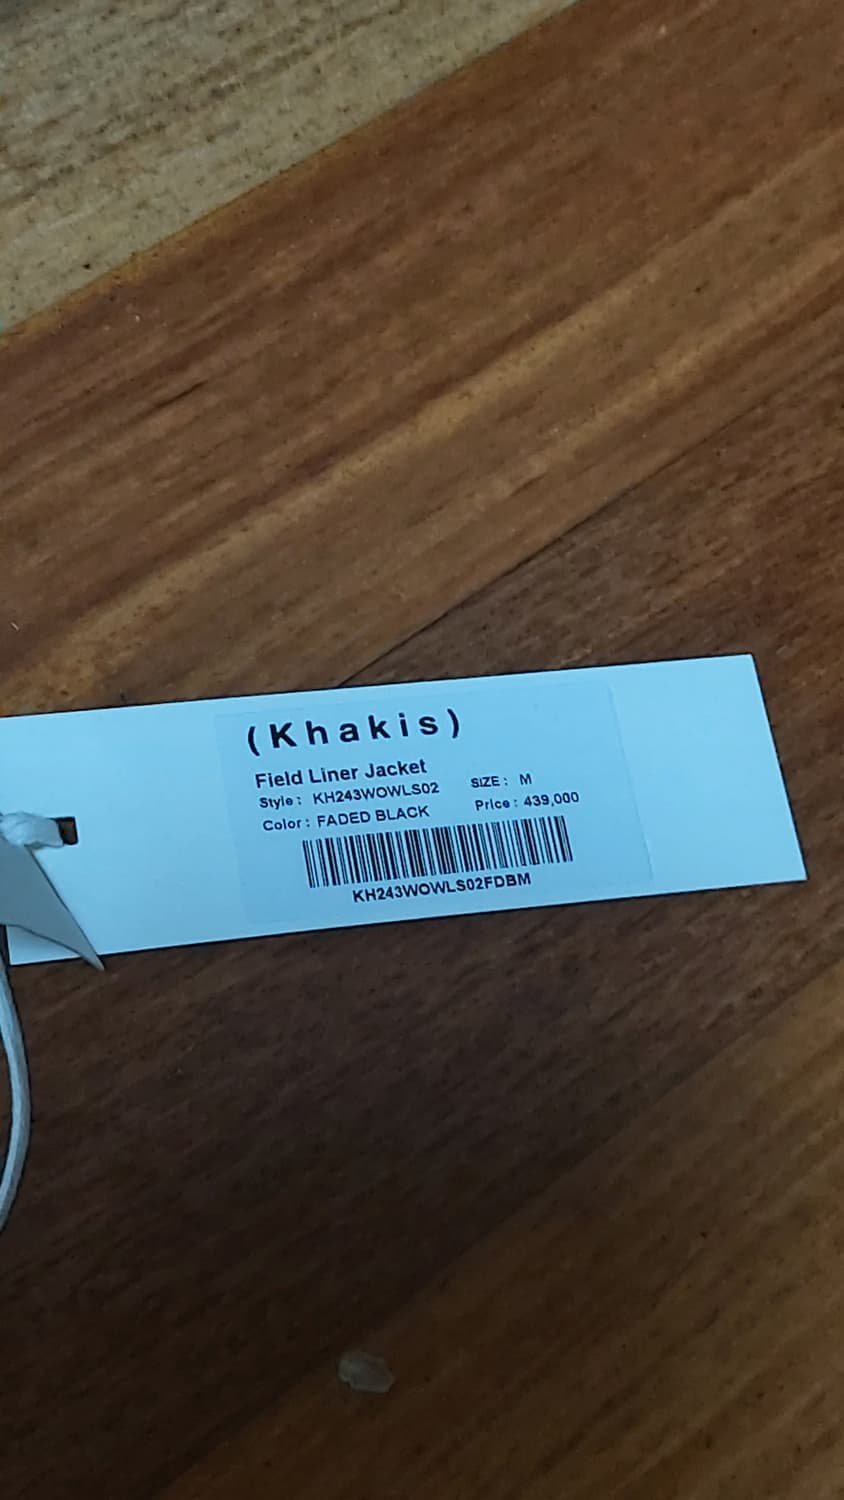 (Khakis)
Field Liner Jacket
Style : KH243WOWLS02 SIZE : M
Color : FADED BLACK Price : 439,000
KH243WOWLS02FDBM